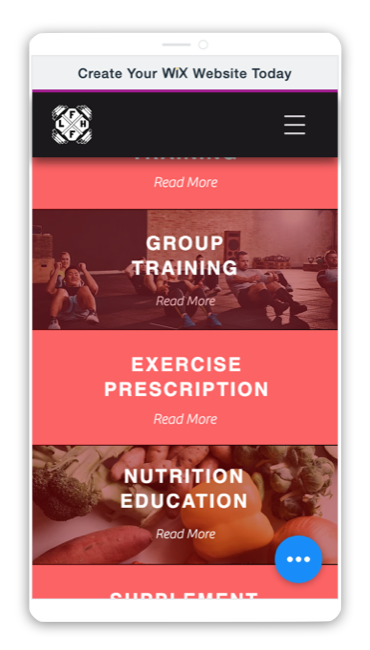 Create Your WiX Website Today
F
L H
F
TRAINING
Read More
GROUP
TRAINING
Read More
EXERCISE
PRESCRIPTION
Read More
NUTRITION
EDUCATION
Read More
SUPPLEMENT